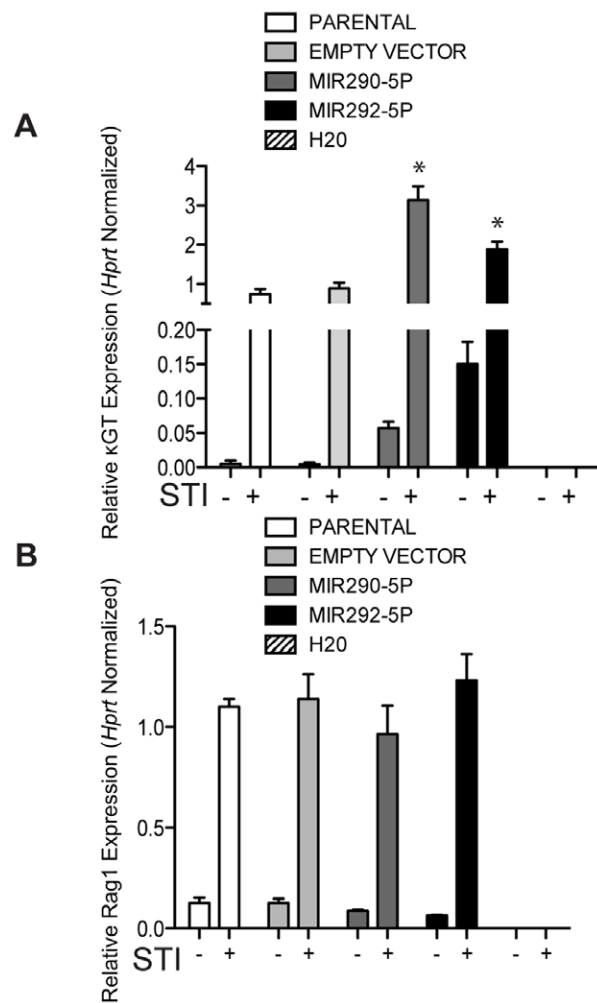 PARENTAL
EMPTY VECTOR
MIR290-5P
MIR292-5P
H20
A
Relative κGT Expression (Hprt Normalized)
4
3
2
1
0.20
0.15
0.10
0.05
0.00
* *
STI - + - + - + - + - +
B
PARENTAL
EMPTY VECTOR
MIR290-5P
MIR292-5P
H20
Relative Rag1 Expression (Hprt Normalized)
1.5
1.0
0.5
0.0
STI - + - + - + - + - +